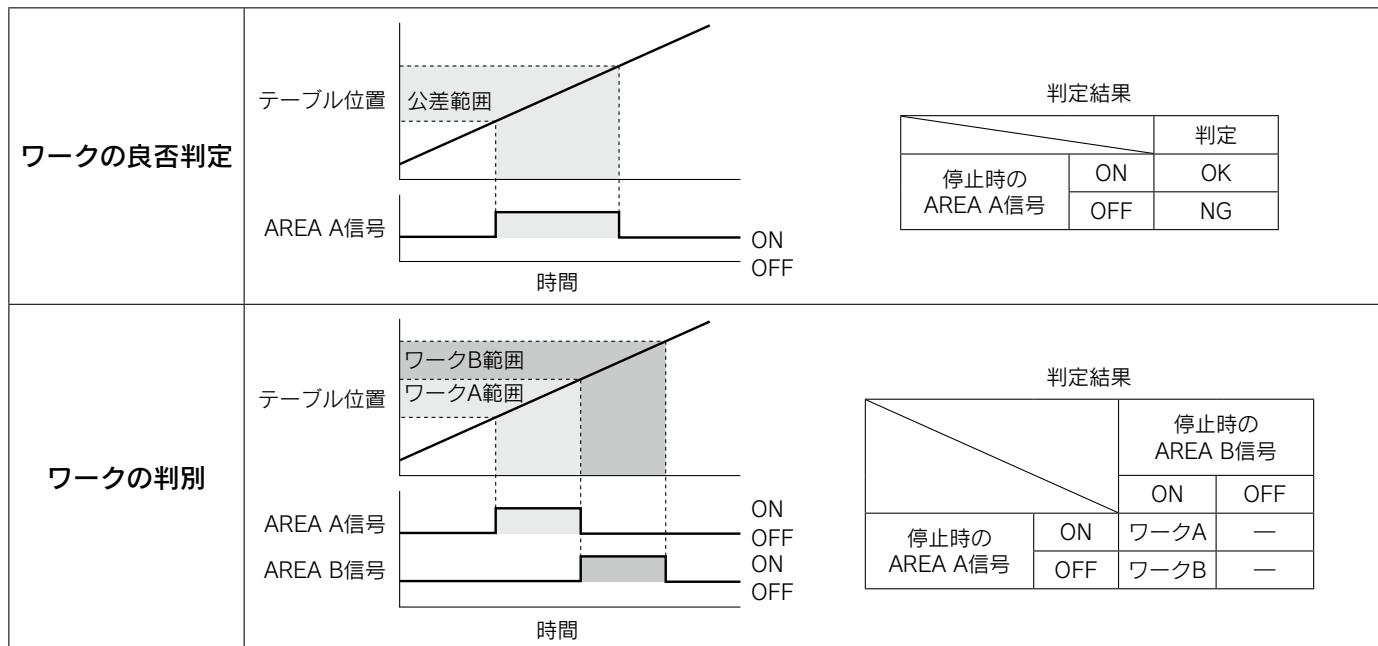 ワークの良否判定
テーブル位置
公差範囲
AREA A信号
ON
OFF
時間
判定結果
判定
停止時の
AREA A信号
ON
OK
OFF
NG
ワークの判別
テーブル位置
ワークB範囲
ワークA範囲
AREA A信号
ON
OFF
AREA B信号
ON
OFF
時間
判定結果
停止時の
AREA B信号
ON
OFF
停止時の
AREA A信号
ON
ワークA
—
OFF
ワークB
—